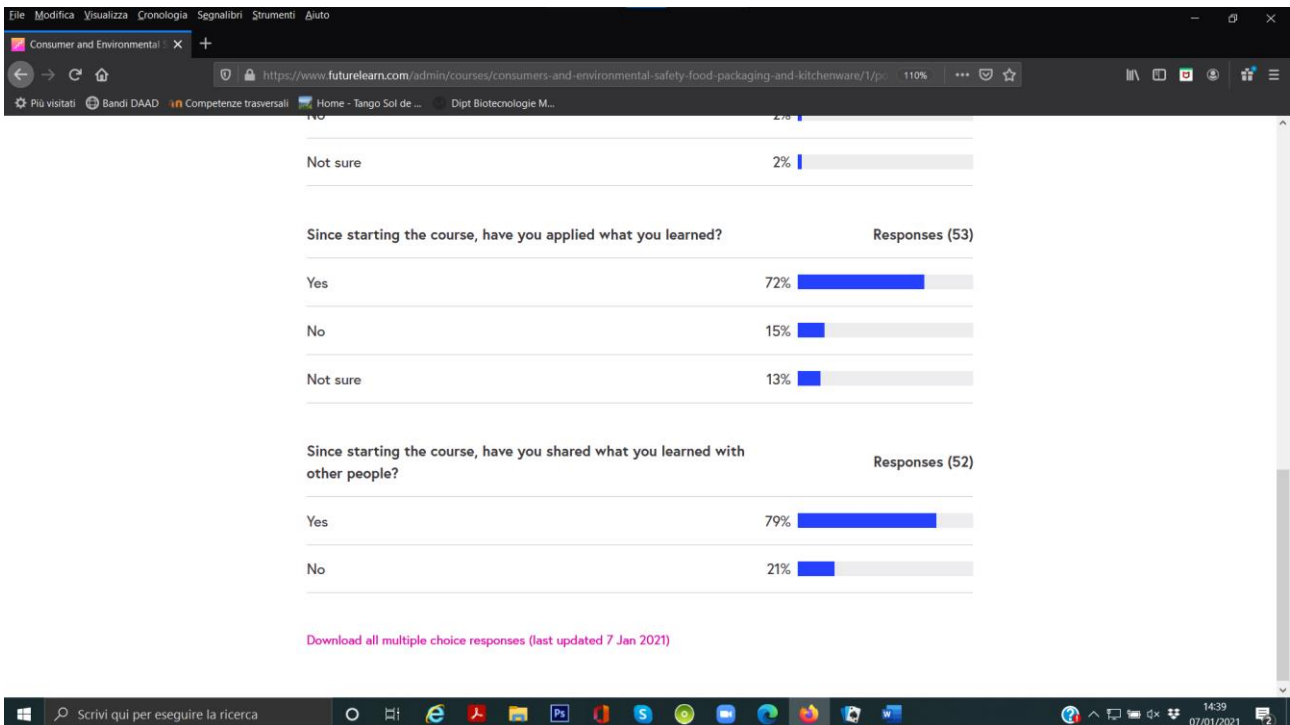 File Modifica Visualizza Cronologia Segnalibri Strumenti Aiuto
Consumer and Environmental S
https://www.futurelearn.com/admin/courses/consumers-and-environmental-safety-food-packaging-and-kitchenware/1/po 110%
Più visitati Bandi DAAD Competenze trasversali Home - Tango Sol de ... Dipt Biotecnologie M...
No 2%
Not sure 2%
Since starting the course, have you applied what you learned? Responses (53)
Yes 72%
No 15%
Not sure 13%
Since starting the course, have you shared what you learned with
other people? Responses (52)
Yes 79%
No 21%
Download all multiple choice responses (last updated 7 Jan 2021)
Scrivi qui per eseguire la ricerca
14:39
07/01/2021
2